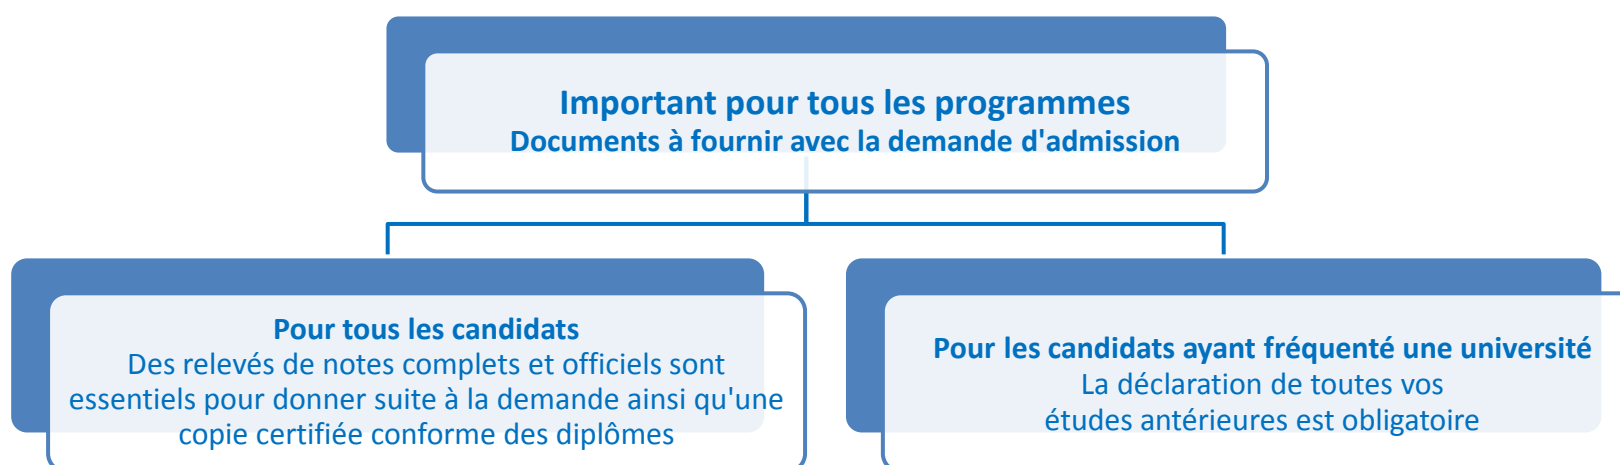 Important pour tous les programmes
Documents à fournir avec la demande d'admission
Pour tous les candidats
Des relevés de notes complets et officiels sont
essentiels pour donner suite à la demande ainsi qu'une
copie certifiée conforme des diplômes
Pour les candidats ayant fréquenté une université
La déclaration de toutes vos
études antérieures est obligatoire